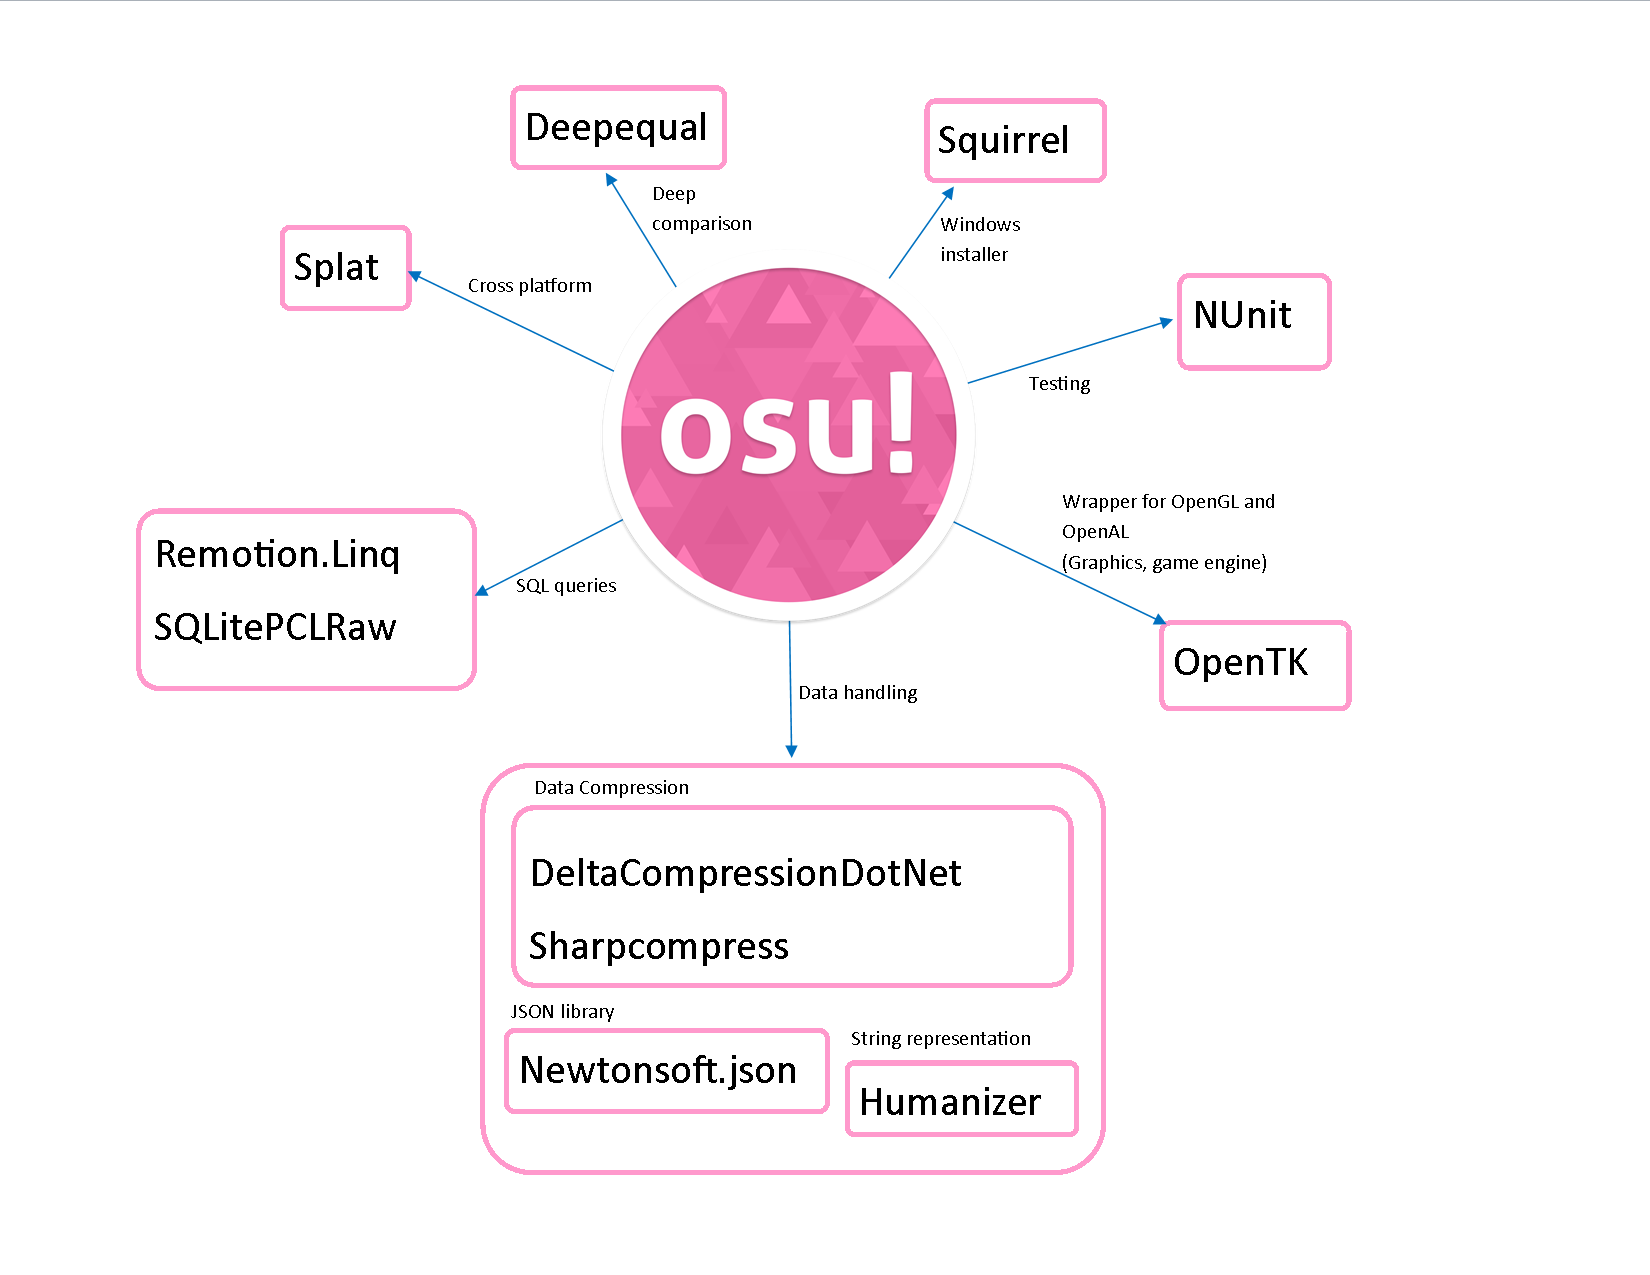 Deepequal
Squirrel
Deep
comparison
Windows
installer
Splat
Cross platform
NUnit
Testing
osu!
Wrapper for OpenGL and
OpenAL
(Graphics, game engine)
Remotion.Linq
SQLitePCLRaw
SQL queries
OpenTK
Data handling
Data Compression
DeltaCompressionDotNet
Sharpcompress
JSON library
Newtonsoft.json
String representation
Humanizer